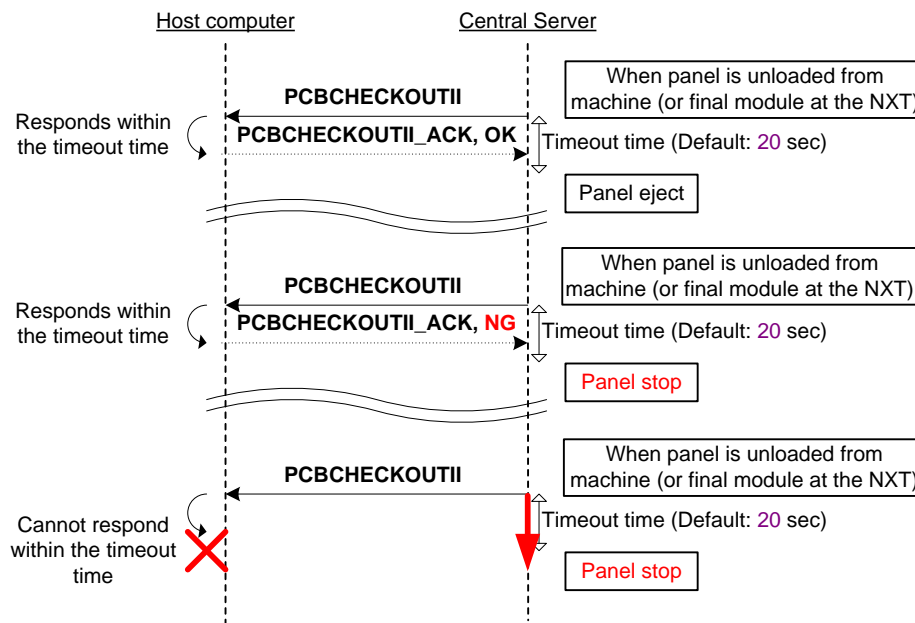 Host computer
Central Server
When panel is unloaded from
machine (or final module at the NXT)
PCBCHECKOUTII
Responds within
the timeout time
PCBCHECKOUTII_ACK, OK
Timeout time (Default: 20 sec)
Panel eject
When panel is unloaded from
machine (or final module at the NXT)
PCBCHECKOUTII
Responds within
the timeout time
PCBCHECKOUTII_ACK, NG
Timeout time (Default: 20 sec)
Panel stop
When panel is unloaded from
machine (or final module at the NXT)
PCBCHECKOUTII
Cannot respond
within the timeout
time
Timeout time (Default: 20 sec)
Panel stop